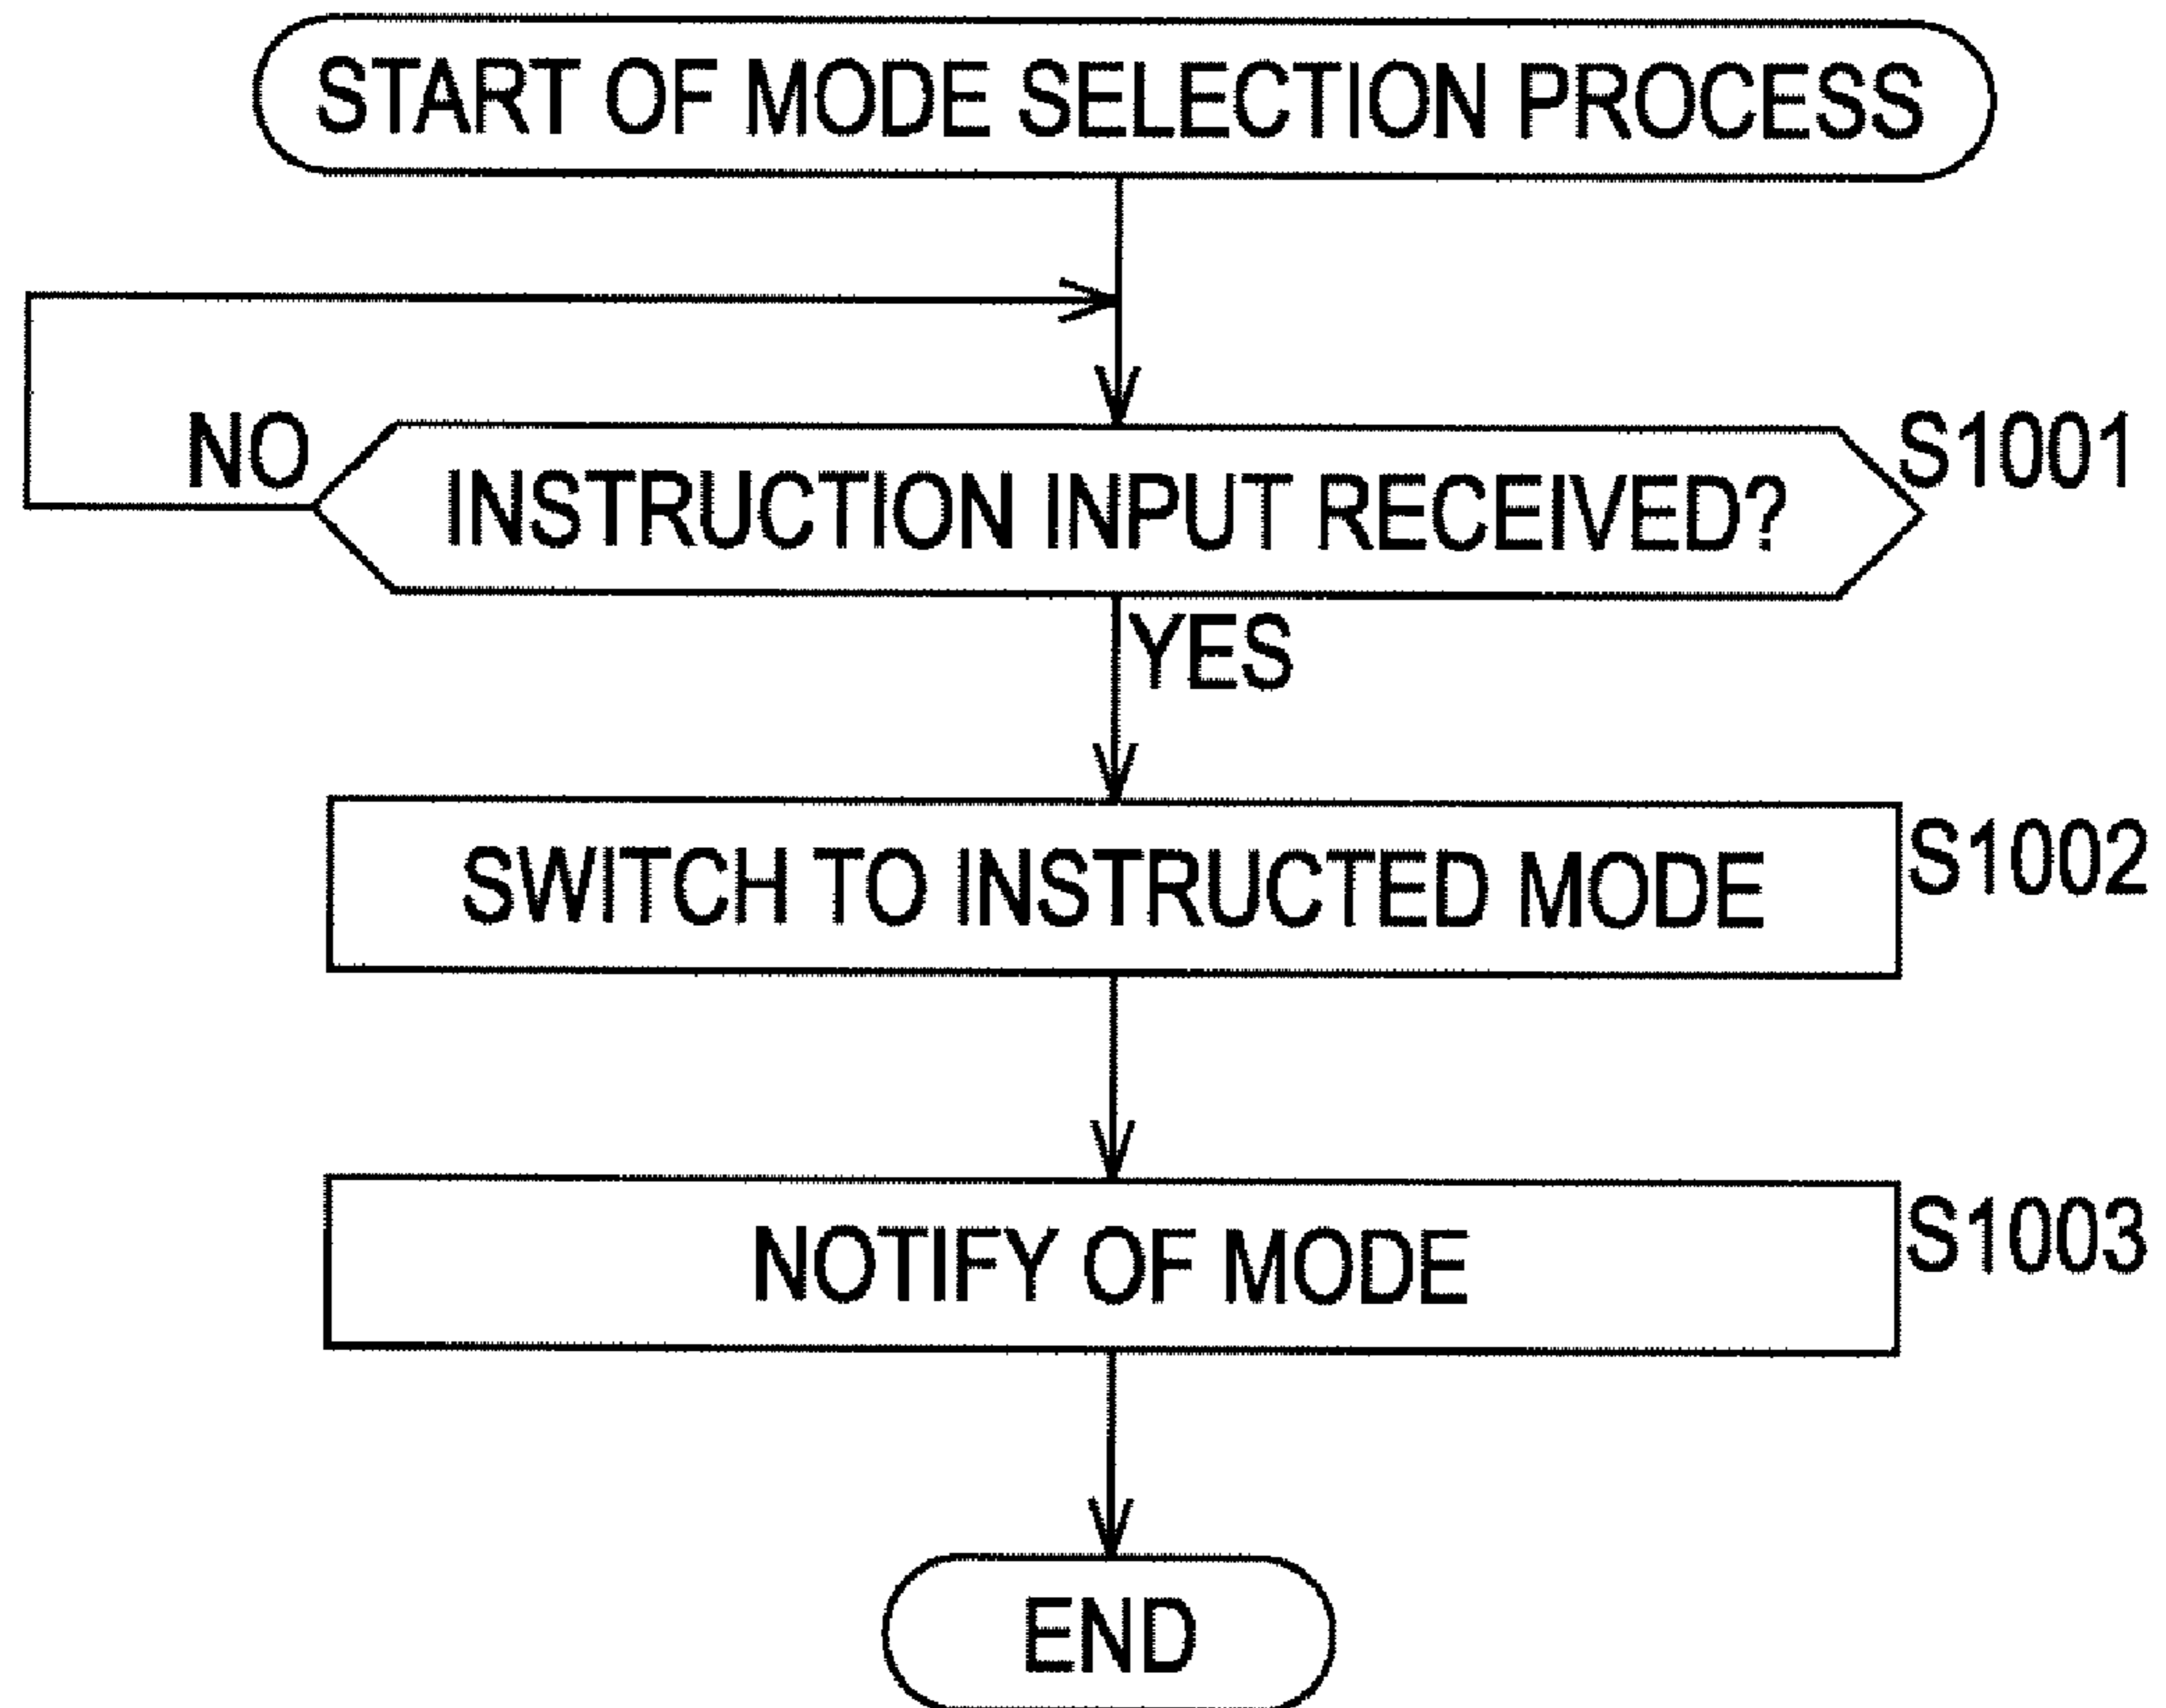 START OF MODE SELECTION PROCESS
NO
INSTRUCTION INPUT RECEIVED?
S1001
YES
SWITCH TO INSTRUCTED MODE
S1002
NOTIFY OF MODE
S1003
END